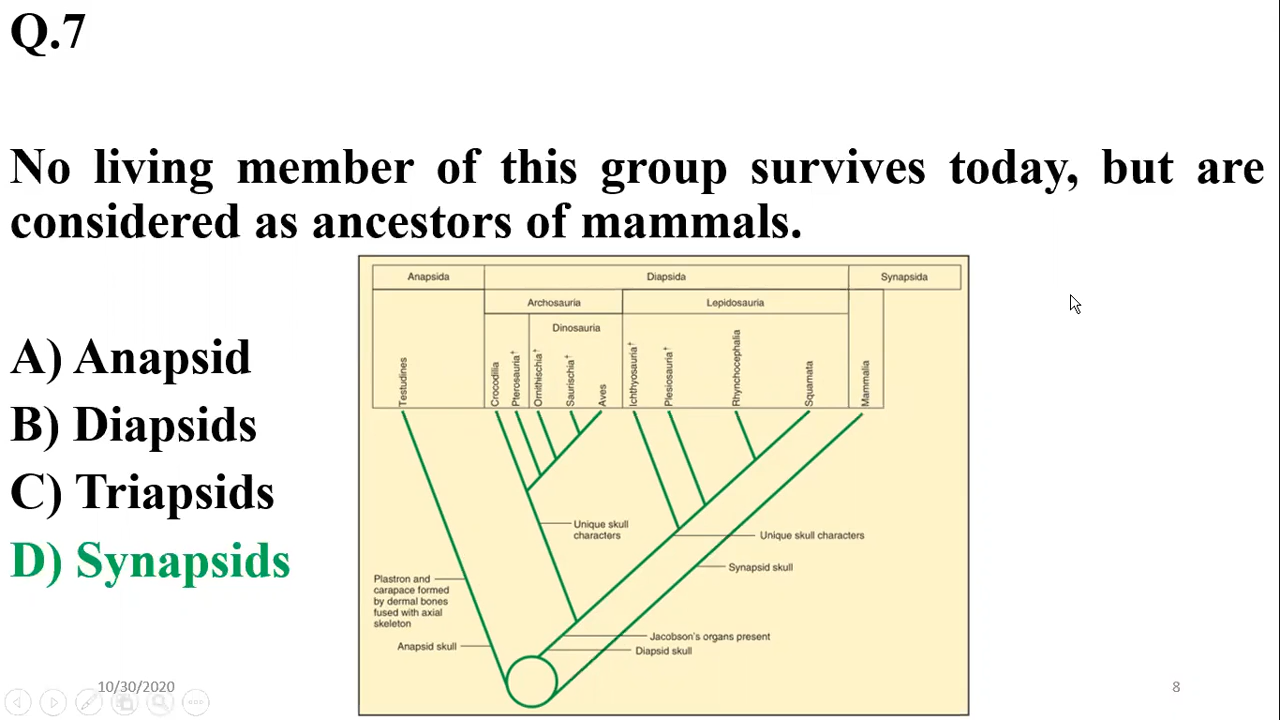 Q.7
No living member of this group survives today, but are
considered as ancestors of mammals.
A) Anapsid
B) Diapsids
C) Triapsids
D) Synapsids
Anapsida
Diapsida
Synapsida
Archosauria
Lepidosauria
Dinosauria
Testudines
Crocodilia
Pterosauria†
Ornithischia†
Saurischia†
Aves
Ichthyosauria†
Plesiosauria†
Rhynchocephalia
Squamata
Mammalia
Unique skull
characters
Unique skull characters
Synapsid skull
Plastron and
carapace formed
by dermal bones
fused with axial
skeleton
Jacobson's organs present
Anapsid skull
Diapsid skull
10/30/2020
8